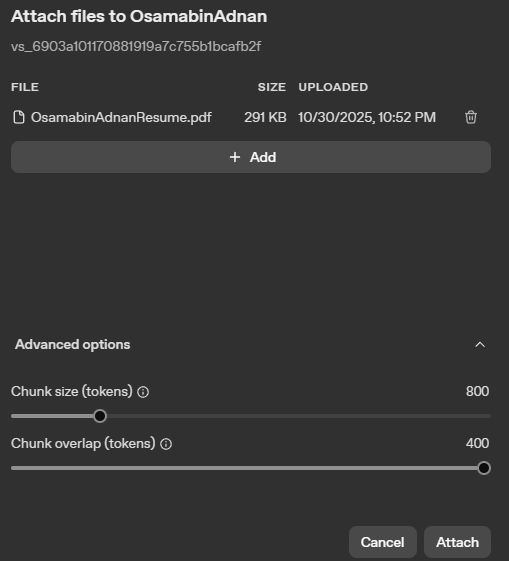 Attach files to OsamabinAdnan
vs_6903a101170881919a7c755b1bcafb2f
FILE SIZE UPLOADED
OsamabinAdnanResume.pdf 291 KB 10/30/2025, 10:52 PM
+ Add
Advanced options
Chunk size (tokens) 800
Chunk overlap (tokens) 400
Cancel Attach